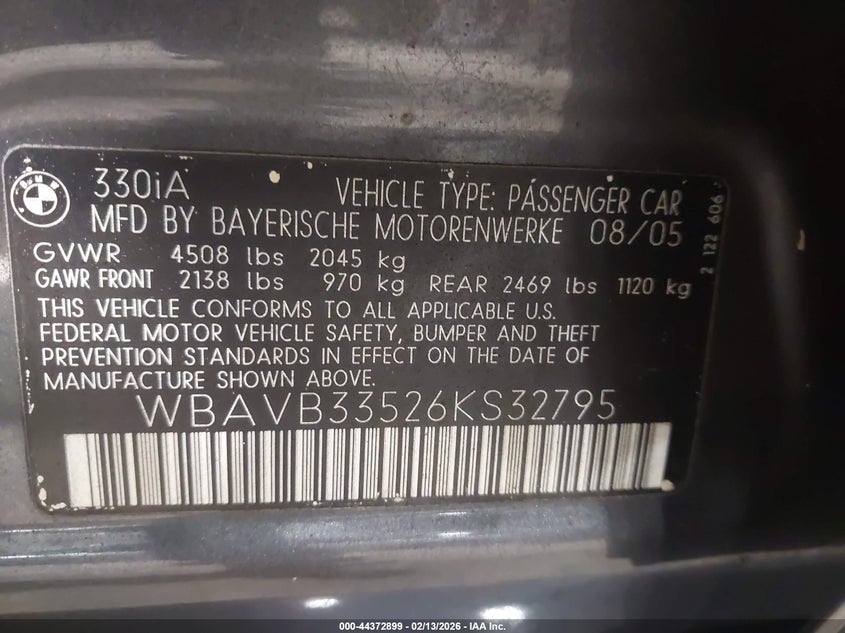 BMW
330iA VEHICLE TYPE: PASSENGER CAR
MFD BY BAYERISCHE MOTORENWERKE 08/05
GVWR 4508 lbs 2045 kg
GAWR FRONT 2138 lbs 970 kg REAR 2469 lbs 1120 kg
THIS VEHICLE CONFORMS TO ALL APPLICABLE U.S.
FEDERAL MOTOR VEHICLE SAFETY, BUMPER AND THEFT
PREVENTION STANDARDS IN EFFECT ON THE DATE OF
MANUFACTURE SHOWN ABOVE.
WBAVB33526KS32795
2 122 606
000-44372899 - 02/13/2026 - IAA Inc.